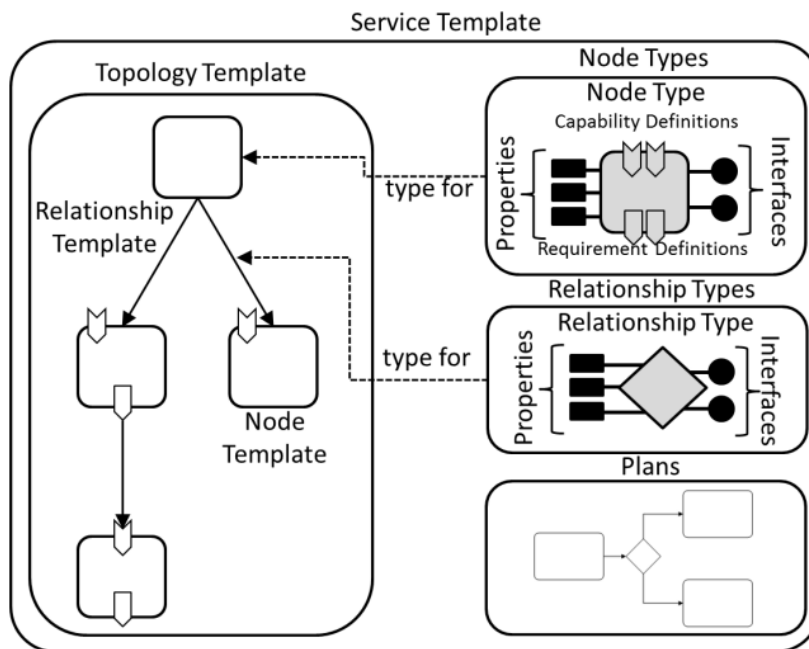 Service Template
Topology Template
Relationship
Template
Node
Template
type for
type for
Node Types
Node Type
Capability Definitions
Properties
Interfaces
Requirement Definitions
Relationship Types
Relationship Type
Properties
Interfaces
Plans